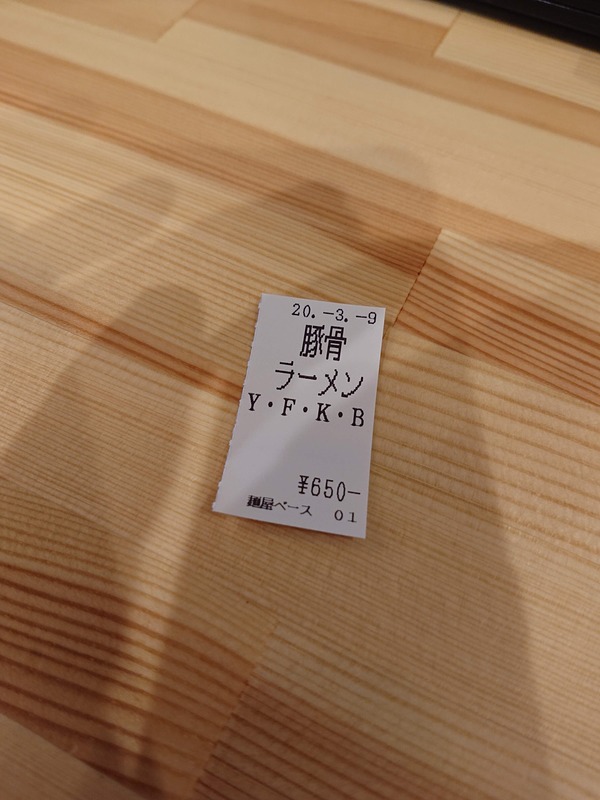 20.-3.-9
豚骨
ラーメン
Y・F・K・B
¥650-
麺屋ベース 01